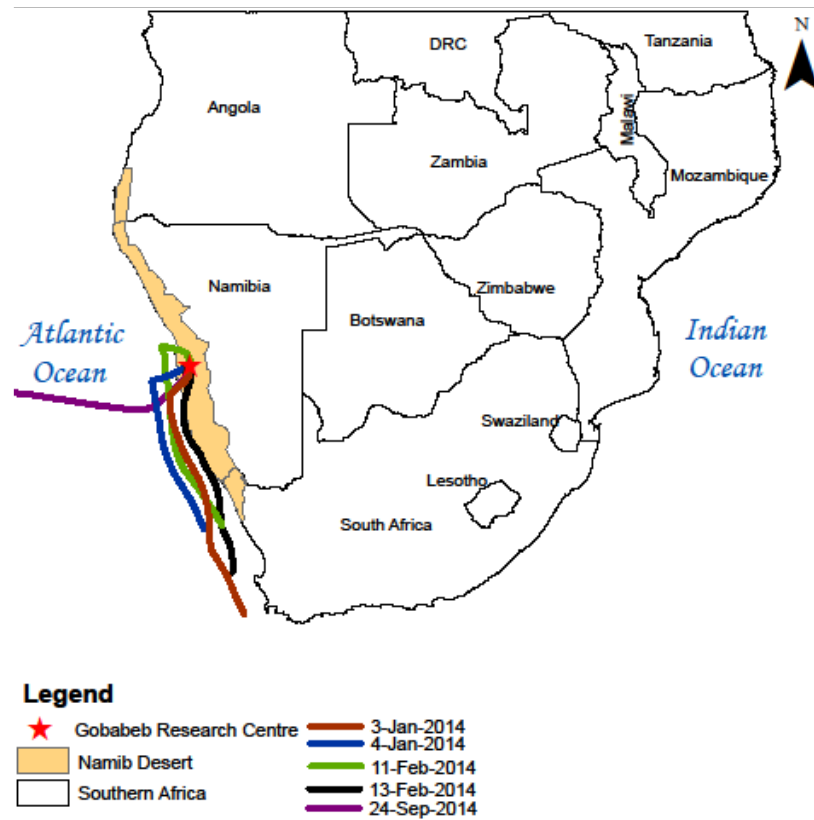 N
DRC
Tanzania
Angola
Malawi
Zambia
Mozambique
Namibia
Zimbabwe
Botswana
Atlantic
Ocean
Indian
Ocean
Swaziland
Lesotho
South Africa
Legend
Gobabeb Research Centre
Namib Desert
Southern Africa
3-Jan-2014
4-Jan-2014
11-Feb-2014
13-Feb-2014
24-Sep-2014